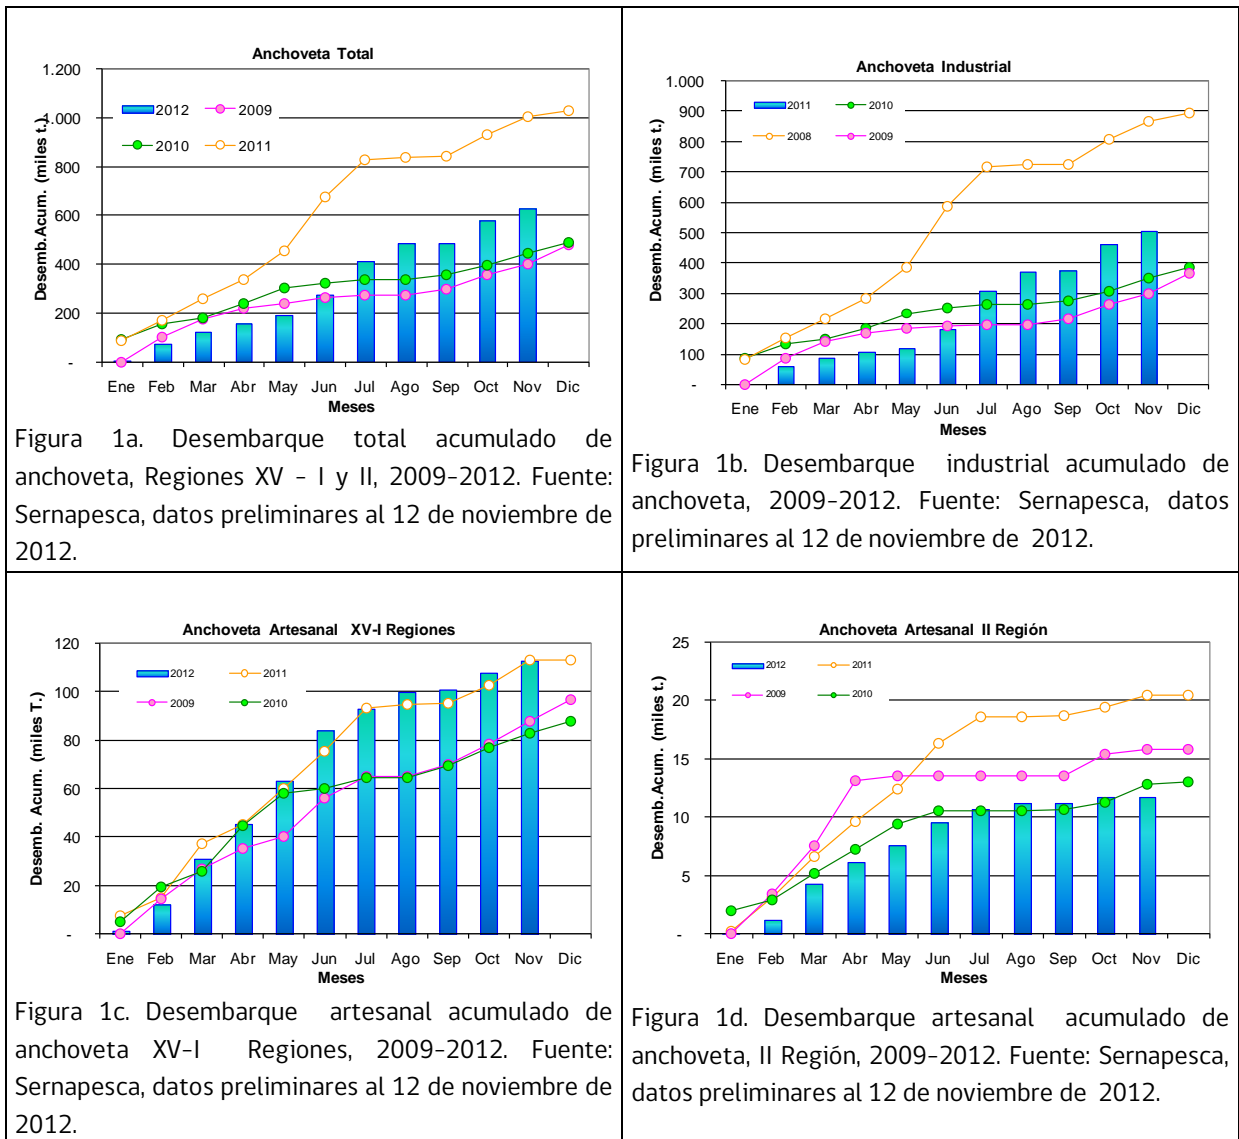 Anchoveta Total
1.200
1.000
800
600
400
200
-
Desemb.Acum. (miles t.)
2012
2009
2010
2011
Ene Feb Mar Abr May Jun Jul Ago Sep Oct Nov Dic
Meses
Figura 1a. Desembarque total acumulado de
anchoveta, Regiones XV – I y II, 2009–2012. Fuente:
Sernapesca, datos preliminares al 12 de noviembre de
2012.
Anchoveta Industrial
1.000
900
800
700
600
500
400
300
200
100
-
Desemb.Acum. (miles t.)
2011
2010
2008
2009
Ene Feb Mar Abr May Jun Jul Ago Sep Oct Nov Dic
Meses
Figura 1b. Desembarque industrial acumulado de
anchoveta, 2009–2012. Fuente: Sernapesca, datos
preliminares al 12 de noviembre de 2012.
Anchoveta Artesanal XV-I Regiones
120
100
80
60
40
20
-
Desemb. Acum. (miles T.)
2012
2011
2009
2010
Ene Feb Mar Abr May Jun Jul Ago Sep Oct Nov Dic
Meses
Figura 1c. Desembarque artesanal acumulado de
anchoveta XV–I Regiones, 2009–2012. Fuente:
Sernapesca, datos preliminares al 12 de noviembre de
2012.
Anchoveta Artesanal II Región
25
20
15
10
5
-
Desemb.Acum. (miles t.)
2012
2011
2009
2010
Ene Feb Mar Abr May Jun Jul Ago Sep Oct Nov Dic
Meses
Figura 1d. Desembarque artesanal acumulado de
anchoveta, II Región, 2009–2012. Fuente: Sernapesca,
datos preliminares al 12 de noviembre de 2012.